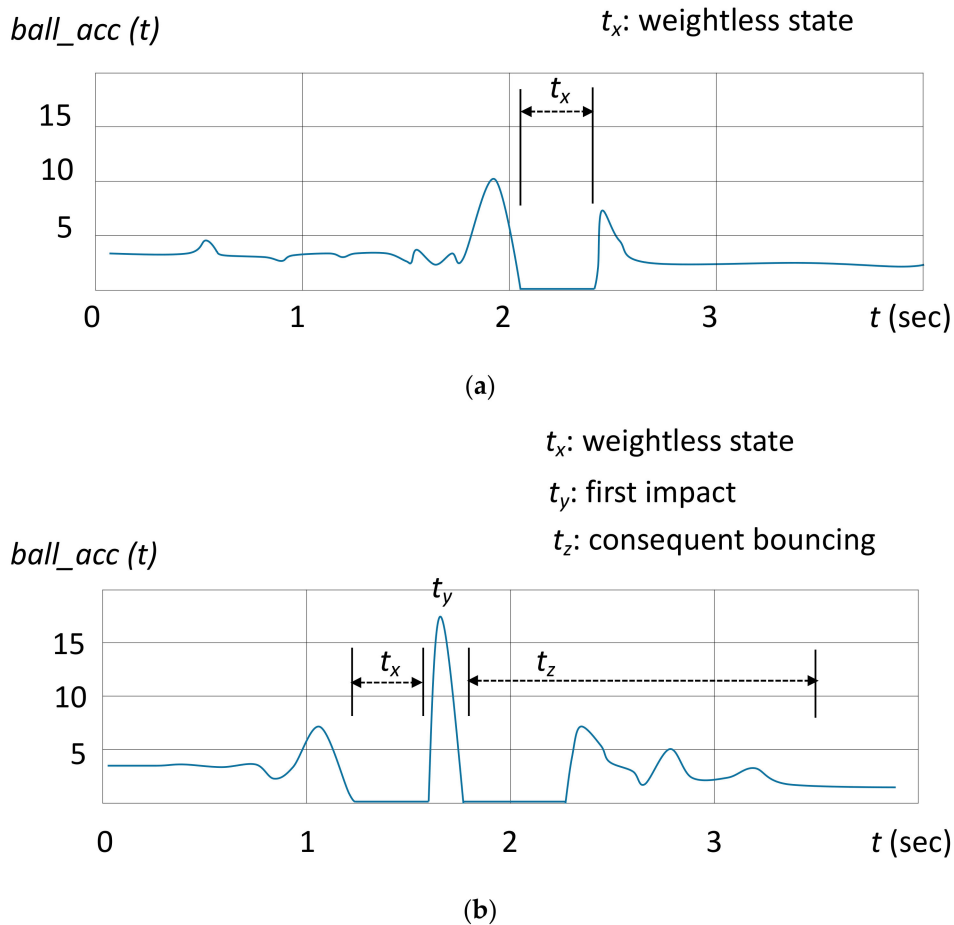 ball_acc (t)
tx: weightless state
tx
15
10
5
0 1 2 3 t (sec)
(a)
tx: weightless state
ty: first impact
tz: consequent bouncing
ball_acc (t)
ty
15
tx
tz
10
5
0 1 2 3 t (sec)
(b)